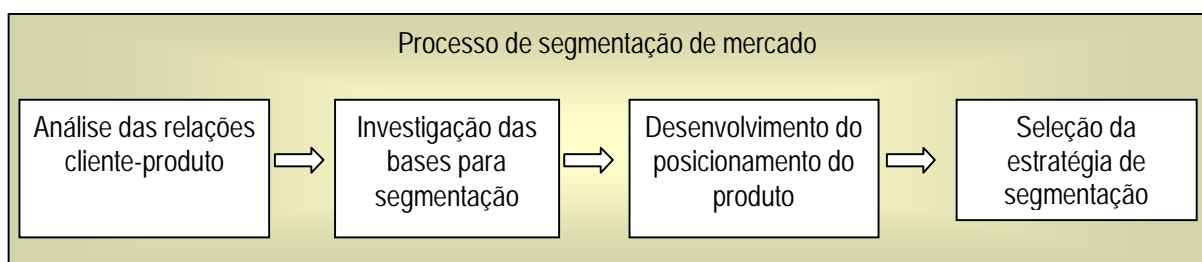 Processo de segmentação de mercado
Análise das relações
cliente-produto
Investigação das
bases para
segmentação
Desenvolvimento do
posicionamento do
produto
Seleção da
estratégia de
segmentação